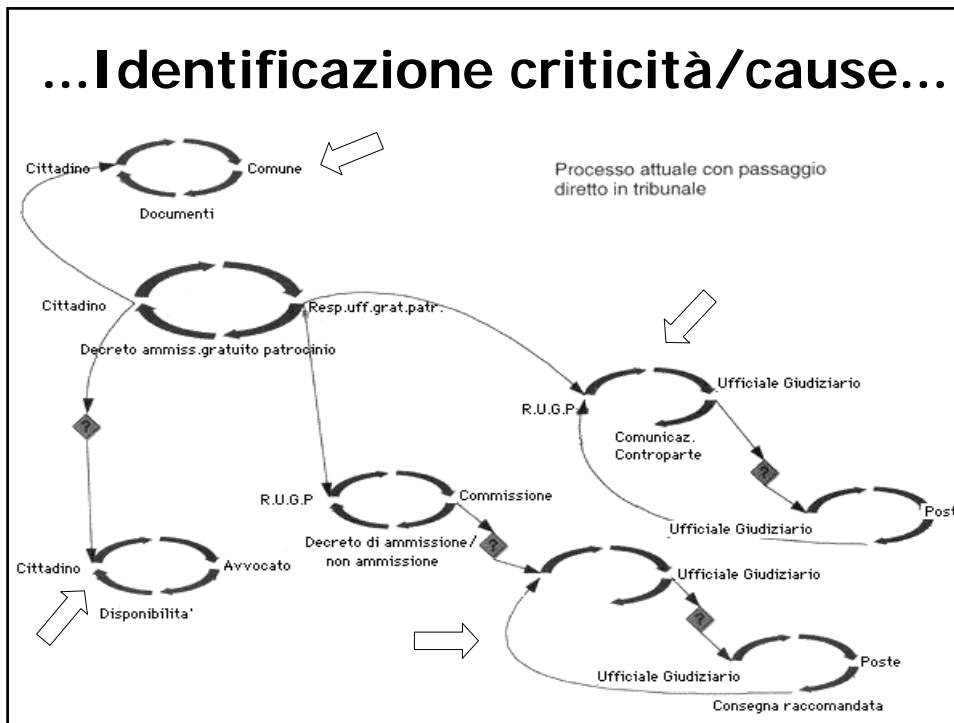 ...Identificazione criticità/cause...
Cittadino
Comune
Documenti
Processo attuale con passaggio
diretto in tribunale
Cittadino
Resp.uff.grat.patr.
Decreto ammiss.gratuito patrocinio
?
R.U.G.P.
Ufficiale Giudiziario
Comunicaz.
Controparte
?
Ufficiale Giudiziario
Post
R.U.G.P
Commissione
Decreto di ammissione/
non ammissione
?
Cittadino
Avvocato
Disponibilita'
Ufficiale Giudiziario
?
Ufficiale Giudiziario
Poste
Consegna raccomandata